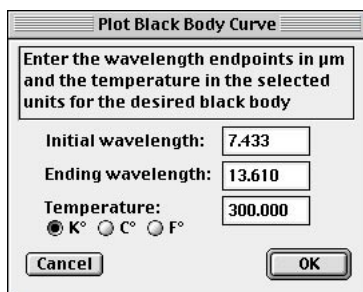 Plot Black Body Curve
Enter the wavelength endpoints in µm
and the temperature in the selected
units for the desired black body
Initial wavelength: 7.433
Ending wavelength: 13.610
Temperature: 300.000
K° C° F°
Cancel OK